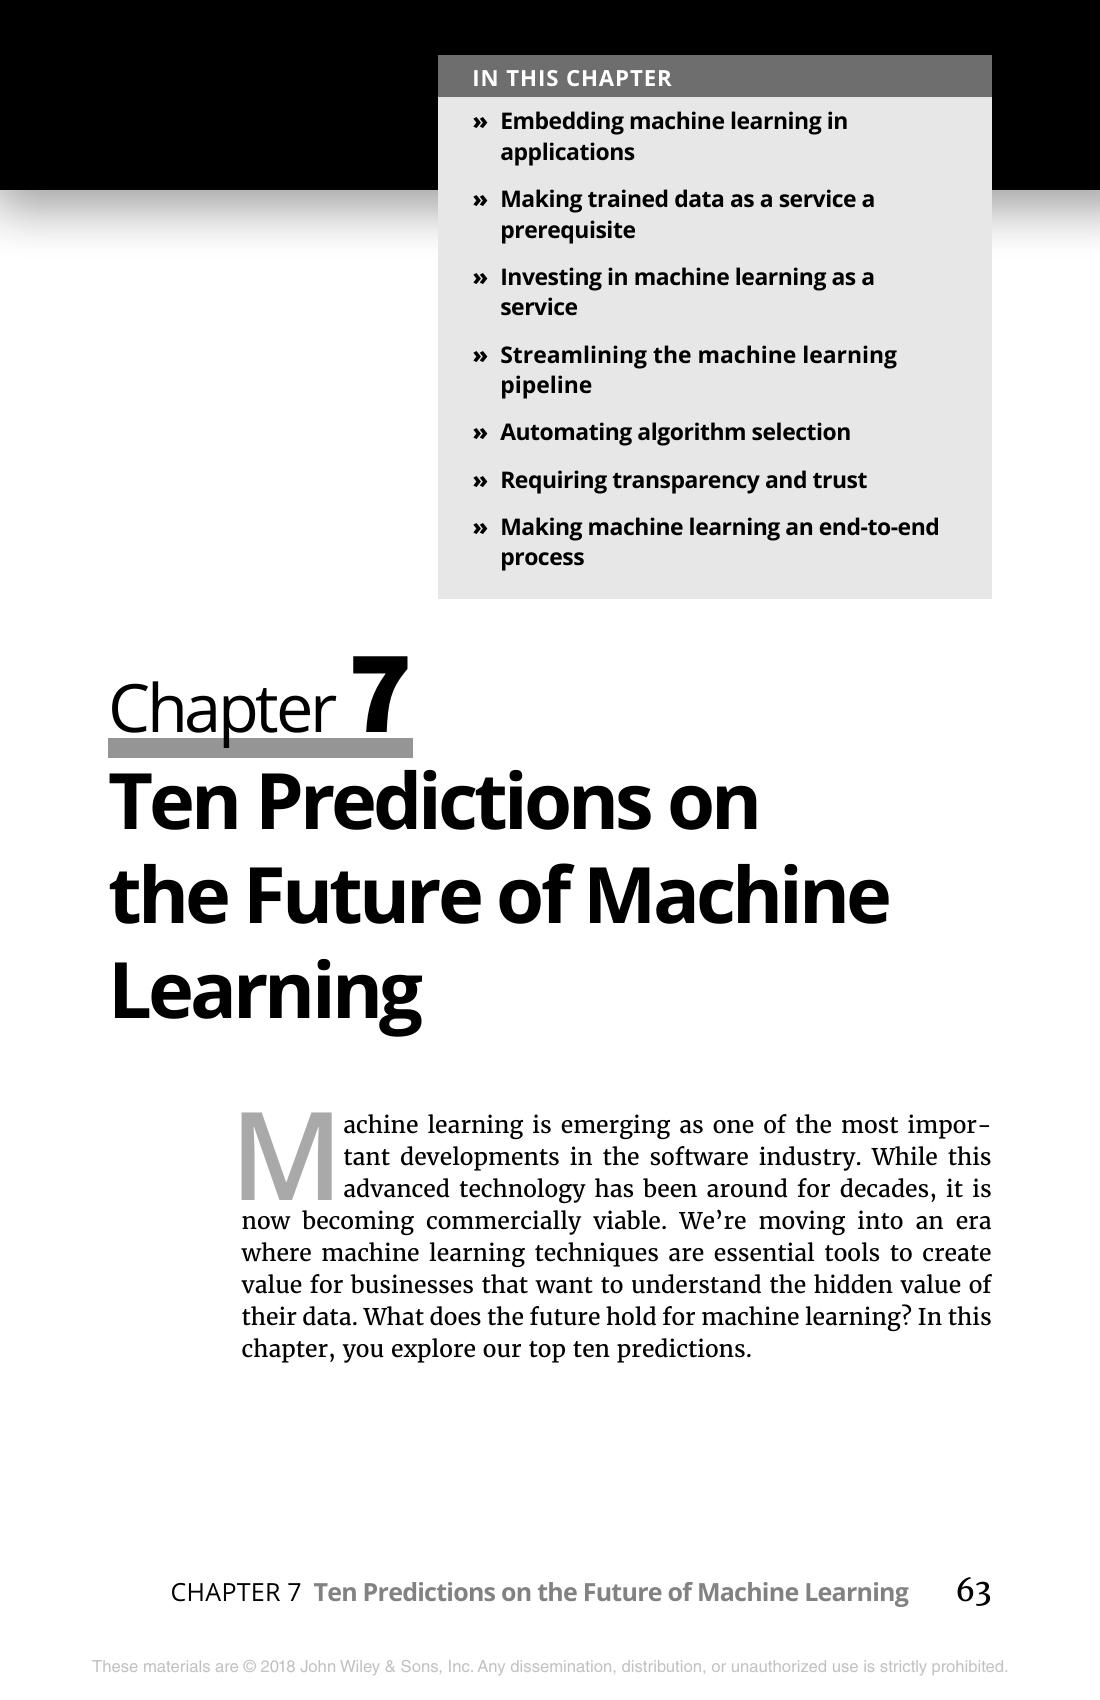 IN THIS CHAPTER
» Embedding machine learning in
applications
» Making trained data as a service a
prerequisite
» Investing in machine learning as a
service
» Streamlining the machine learning
pipeline
» Automating algorithm selection
» Requiring transparency and trust
» Making machine learning an end-to-end
process
Chapter 7
Ten Predictions on
the Future of Machine
Learning
Machine learning is emerging as one of the most impor-
tant developments in the software industry. While this
advanced technology has been around for decades, it is
now becoming commercially viable. We’re moving into an era
where machine learning techniques are essential tools to create
value for businesses that want to understand the hidden value of
their data. What does the future hold for machine learning? In this
chapter, you explore our top ten predictions.
CHAPTER 7 Ten Predictions on the Future of Machine Learning 63
These materials are © 2018 John Wiley & Sons, Inc. Any dissemination, distribution, or unauthorized use is strictly prohibited.